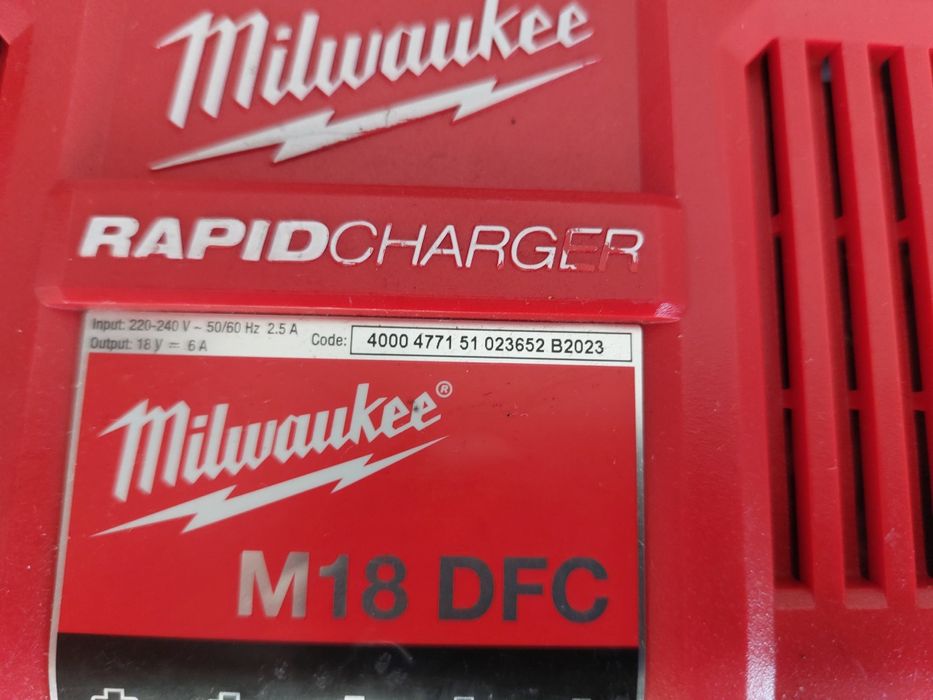 Milwaukee
RAPIDCHARGER
Input: 220-240 V ~ 50/60 Hz 2.5 A
Output: 18 V ⎓ 6 A
Code: 4000 4771 51 023652 B2023
Milwaukee®
M18 DFC